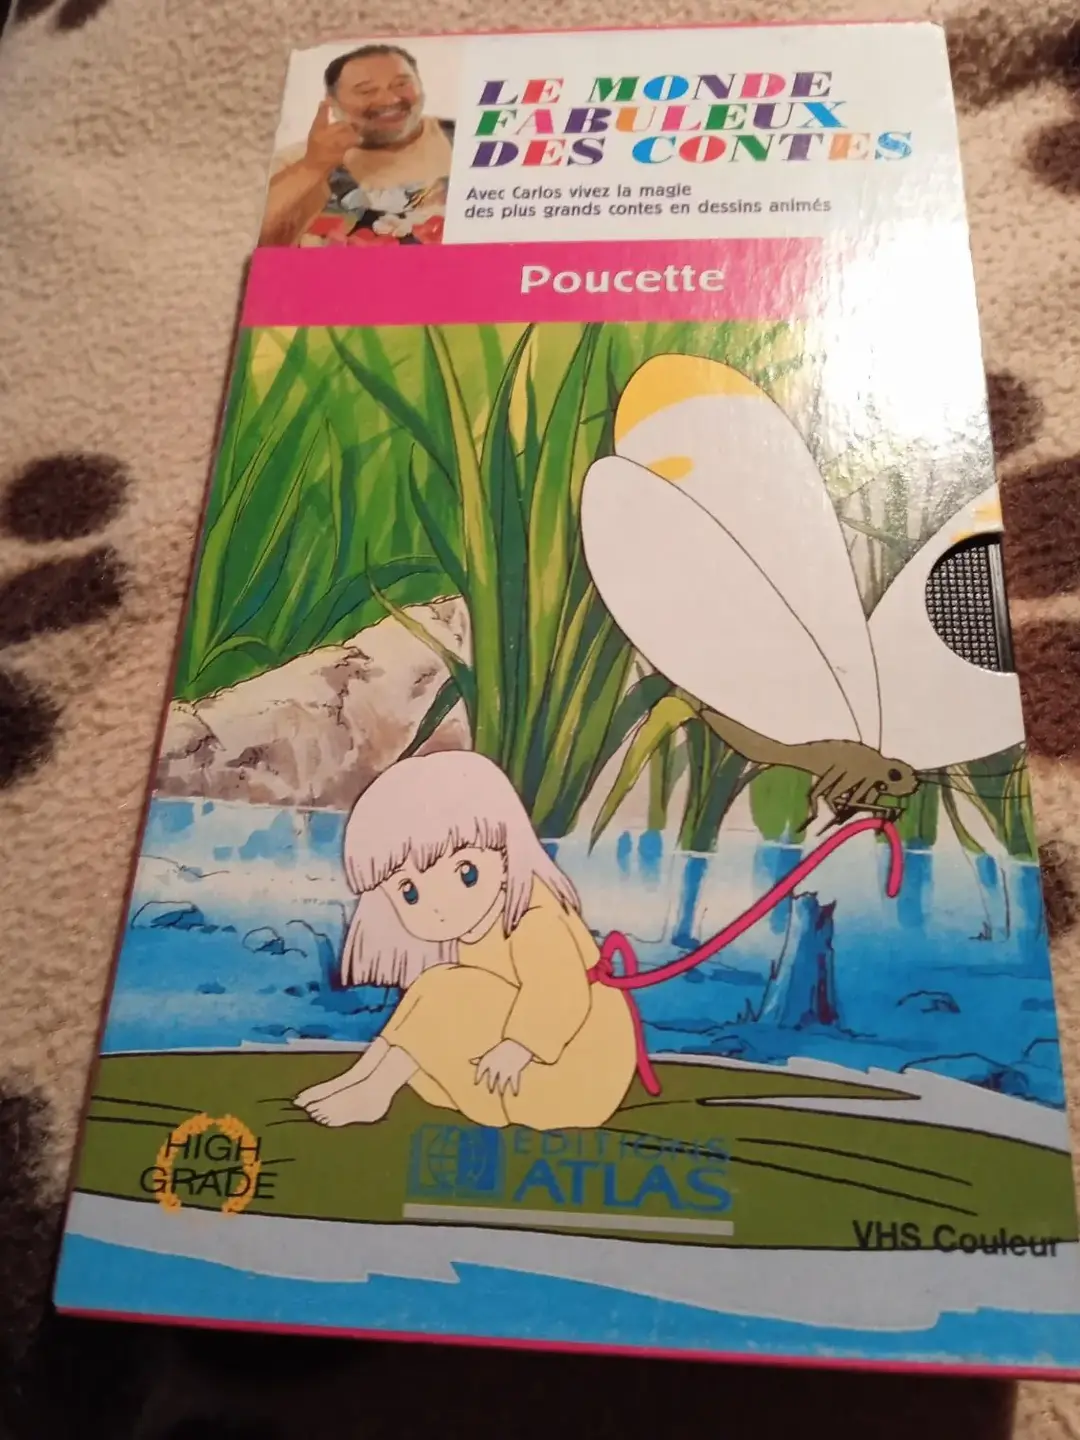 LE MONDE
FABULEUX
DES CONTES
Avec Carlos vivez la magie
des plus grands contes en dessins animés
Poucette
HIGH
GRADE
EDITIONS
ATLAS
VHS Couleur